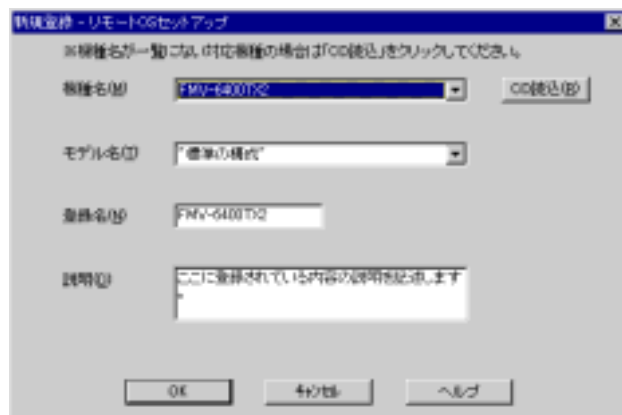 新規登録 - リモートOSセットアップ
※機種名が一覧にない対応機種の場合は「CD読込」をクリックしてください。
機種名(M) FMV-6400TX2 CD読込(R)
モデル名(T) "標準の構成"
登録名(N) FMV-6400TX2
説明(D) ここに登録されている内容の説明を記述します
。
OK キャンセル ヘルプ